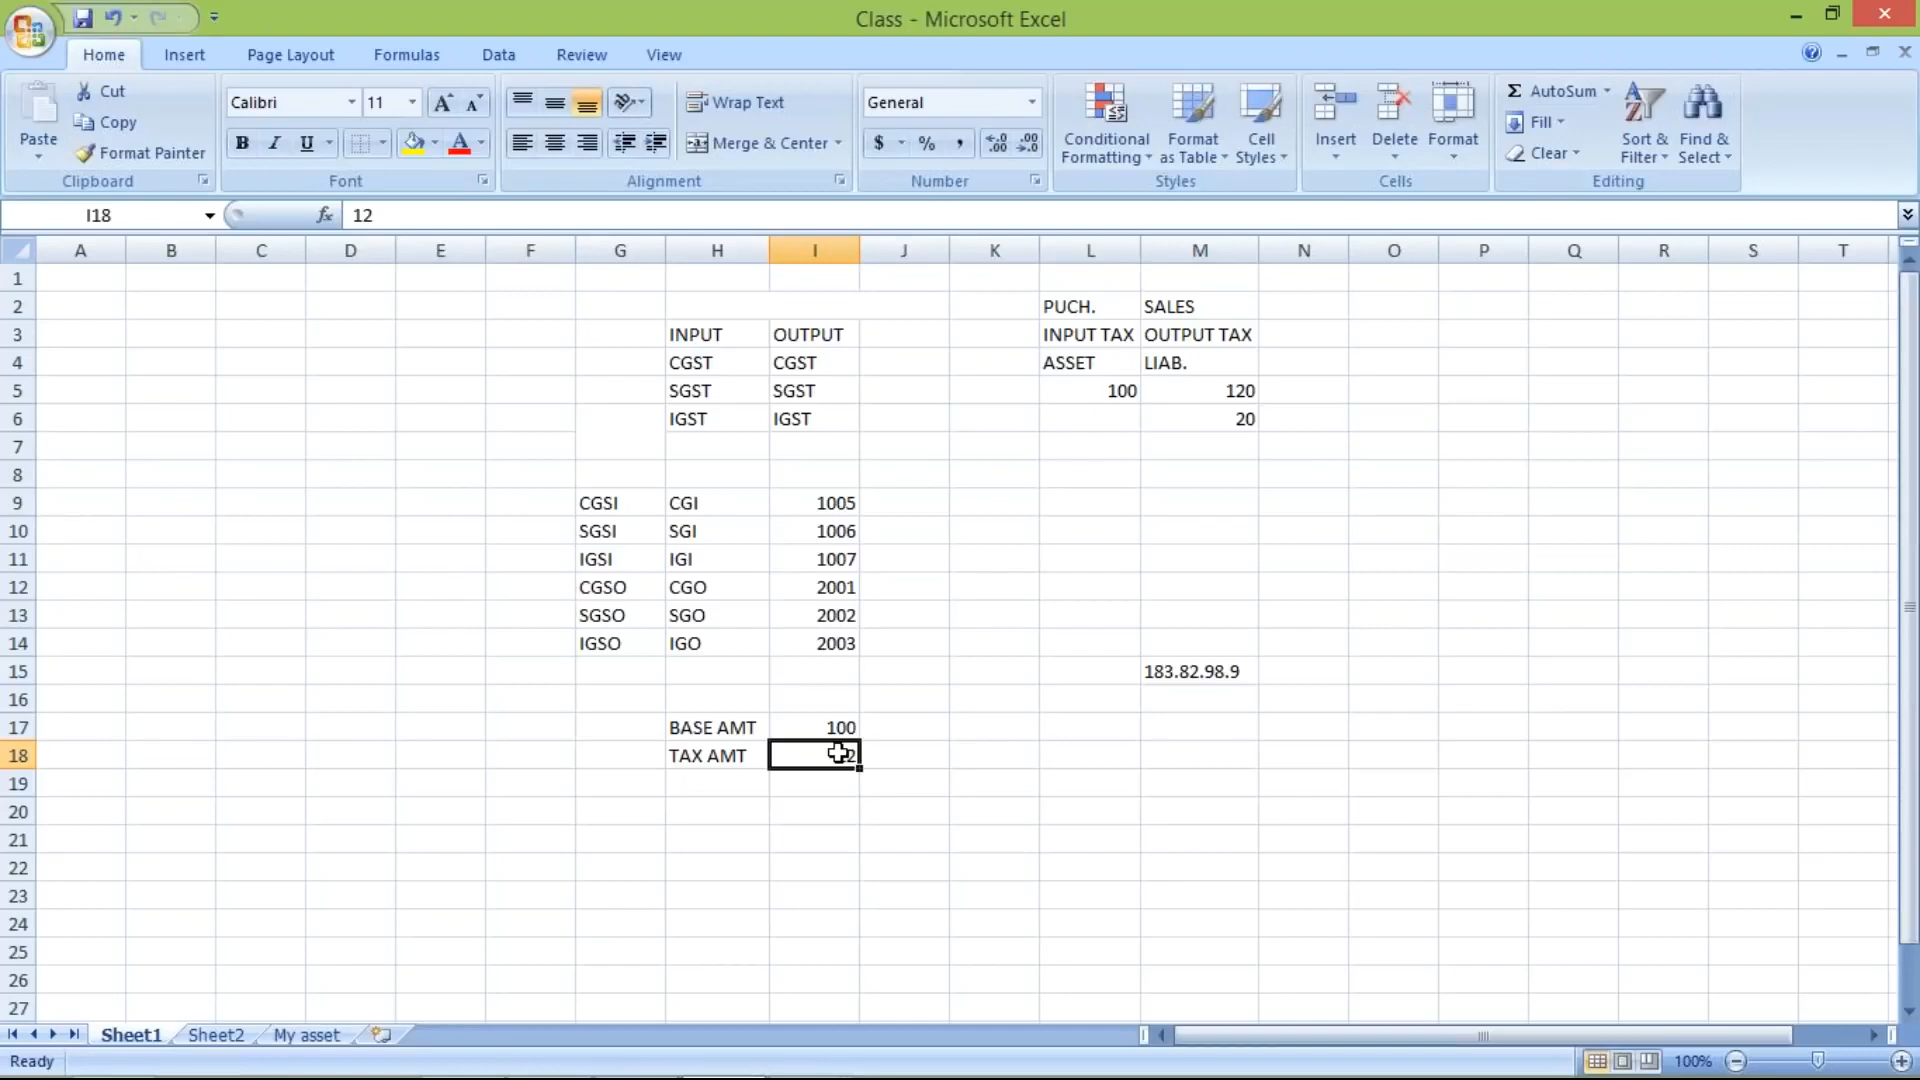 Class - Microsoft Excel
Home Insert Page Layout Formulas Data Review View
Paste
Cut
Copy
Format Painter
Clipboard
Calibri 11
B I U
Font
Wrap Text
Merge & Center
Alignment
General
$ % ,
Number
Conditional Formatting
Format as Table
Cell Styles
Styles
Insert
Delete
Format
Cells
Σ AutoSum
Fill
Clear
Sort & Filter
Find & Select
Editing
I18 fx 12
A B C D E F G H I J K L M N O P Q R S T
1
2 PUCH. SALES
3 INPUT OUTPUT INPUT TAX OUTPUT TAX
4 CGST CGST ASSET LIAB.
5 SGST SGST 100 120
6 IGST IGST 20
7
8
9 CGSI CGI 1005
10 SGSI SGI 1006
11 IGSI IGI 1007
12 CGSO CGO 2001
13 SGSO SGO 2002
14 IGSO IGO 2003
15 183.82.98.9
16
17 BASE AMT 100
18 TAX AMT 12
19
20
21
22
23
24
25
26
27
Sheet1 Sheet2 My asset
Ready 100%